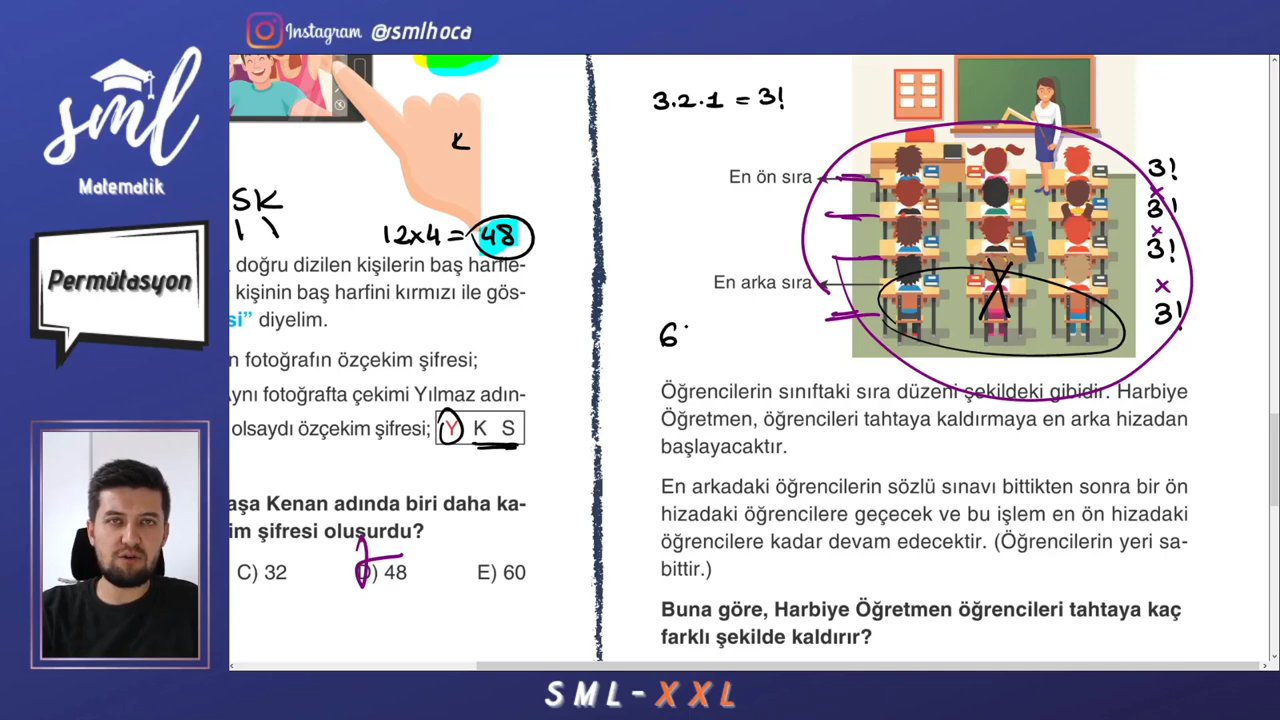 Instagram @smlhoca
sml
Matematik
Permütasyon
K
SK
12x4 = 48
doğru dizilen kişilerin baş harfle-
kişinin baş harfini kırmızı ile gös-
si” diyelim.
n fotoğrafın özçekim şifresi;
Aynı fotoğrafta çekimi Yılmaz adın-
olsaydı özçekim şifresi; Y K S
aşa Kenan adında biri daha ka-
im şifresi oluşurdu?
C) 32 D) 48 E) 60
3.2.1 = 3!
En ön sıra
En arka sıra
3!
x
3!
x
3!
x
3!
6
Öğrencilerin sınıftaki sıra düzeni şekildeki gibidir. Harbiye
Öğretmen, öğrencileri tahtaya kaldırmaya en arka hizadan
başlayacaktır.
En arkadaki öğrencilerin sözlü sınavı bittikten sonra bir ön
hizadaki öğrencilere geçecek ve bu işlem en ön hizadaki
öğrencilere kadar devam edecektir. (Öğrencilerin yeri sa-
bittir.)
Buna göre, Harbiye Öğretmen öğrencileri tahtaya kaç
farklı şekilde kaldırır?
SML-XXL